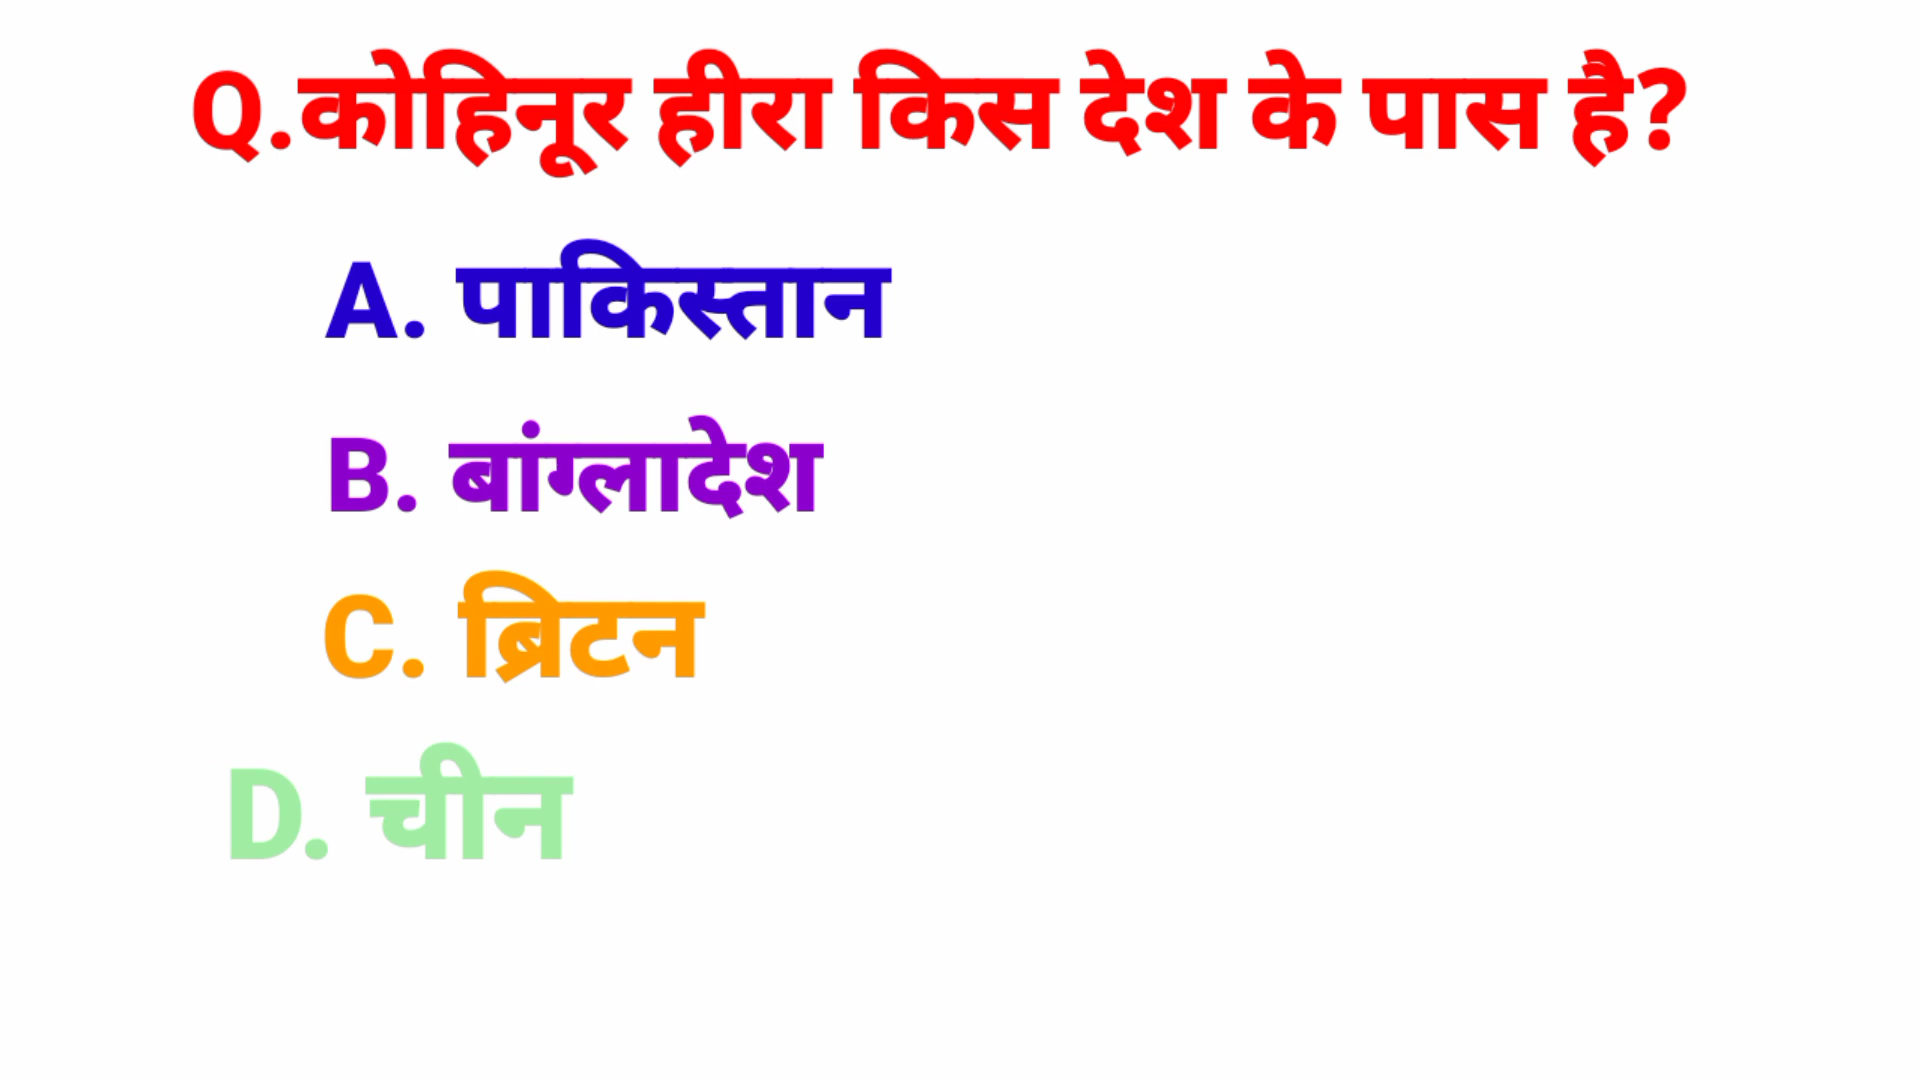 Q.कोहिनूर हीरा किस देश के पास है?
A. पाकिस्तान
B. बांग्लादेश
C. ब्रिटन
D. चीन